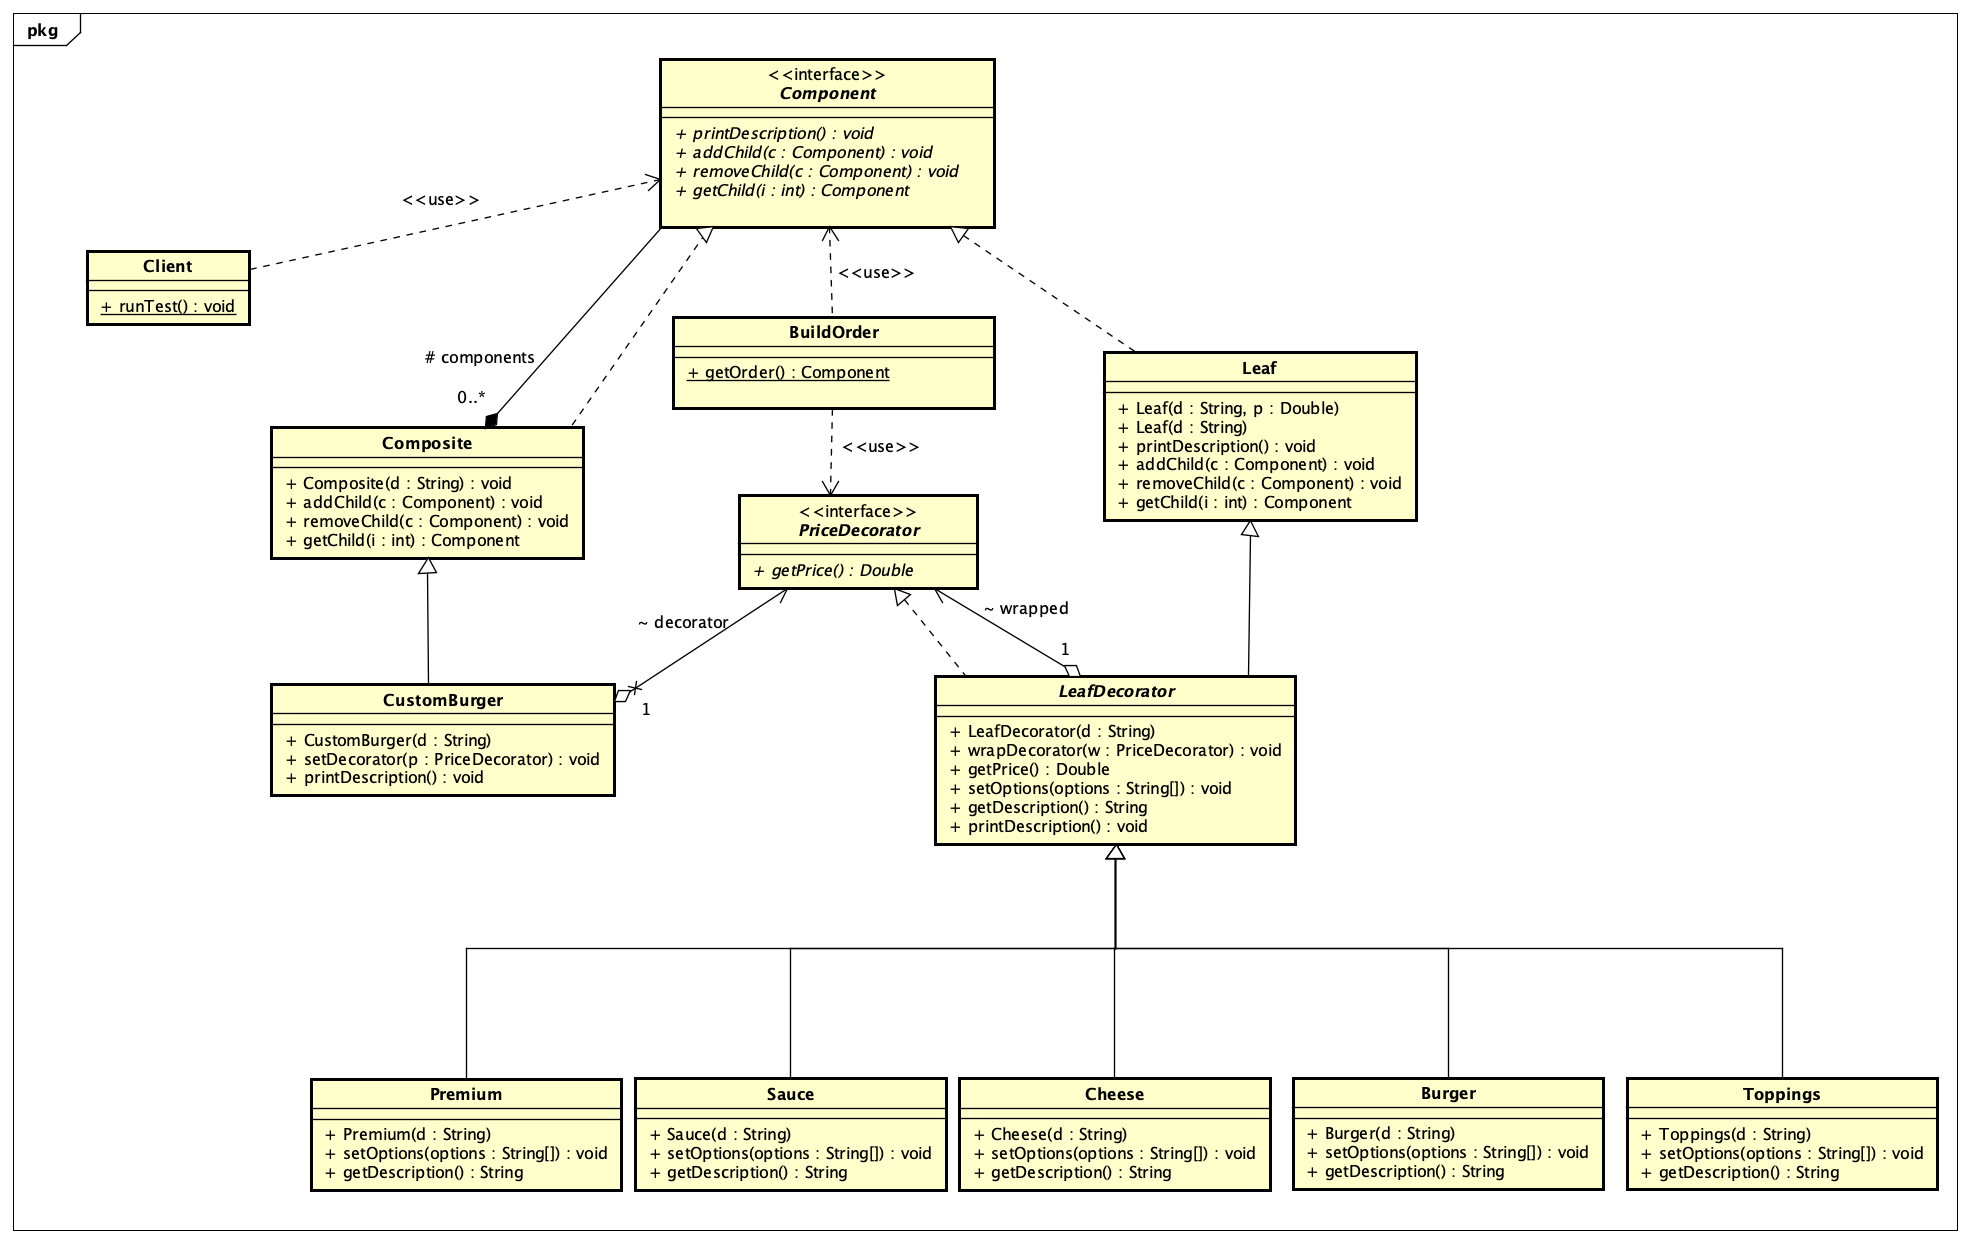 pkg
<<interface>>
Component
+ printDescription() : void
+ addChild(c : Component) : void
+ removeChild(c : Component) : void
+ getChild(i : int) : Component
<<use>>
Client
+ runTest() : void
<<use>>
BuildOrder
+ getOrder() : Component
# components
0..*
Leaf
+ Leaf(d : String, p : Double)
+ Leaf(d : String)
+ printDescription() : void
+ addChild(c : Component) : void
+ removeChild(c : Component) : void
+ getChild(i : int) : Component
Composite
+ Composite(d : String) : void
+ addChild(c : Component) : void
+ removeChild(c : Component) : void
+ getChild(i : int) : Component
<<use>>
<<interface>>
PriceDecorator
+ getPrice() : Double
~ decorator
1
~ wrapped
1
CustomBurger
+ CustomBurger(d : String)
+ setDecorator(p : PriceDecorator) : void
+ printDescription() : void
LeafDecorator
+ LeafDecorator(d : String)
+ wrapDecorator(w : PriceDecorator) : void
+ getPrice() : Double
+ setOptions(options : String[]) : void
+ getDescription() : String
+ printDescription() : void
Premium
+ Premium(d : String)
+ setOptions(options : String[]) : void
+ getDescription() : String
Sauce
+ Sauce(d : String)
+ setOptions(options : String[]) : void
+ getDescription() : String
Cheese
+ Cheese(d : String)
+ setOptions(options : String[]) : void
+ getDescription() : String
Burger
+ Burger(d : String)
+ setOptions(options : String[]) : void
+ getDescription() : String
Toppings
+ Toppings(d : String)
+ setOptions(options : String[]) : void
+ getDescription() : String